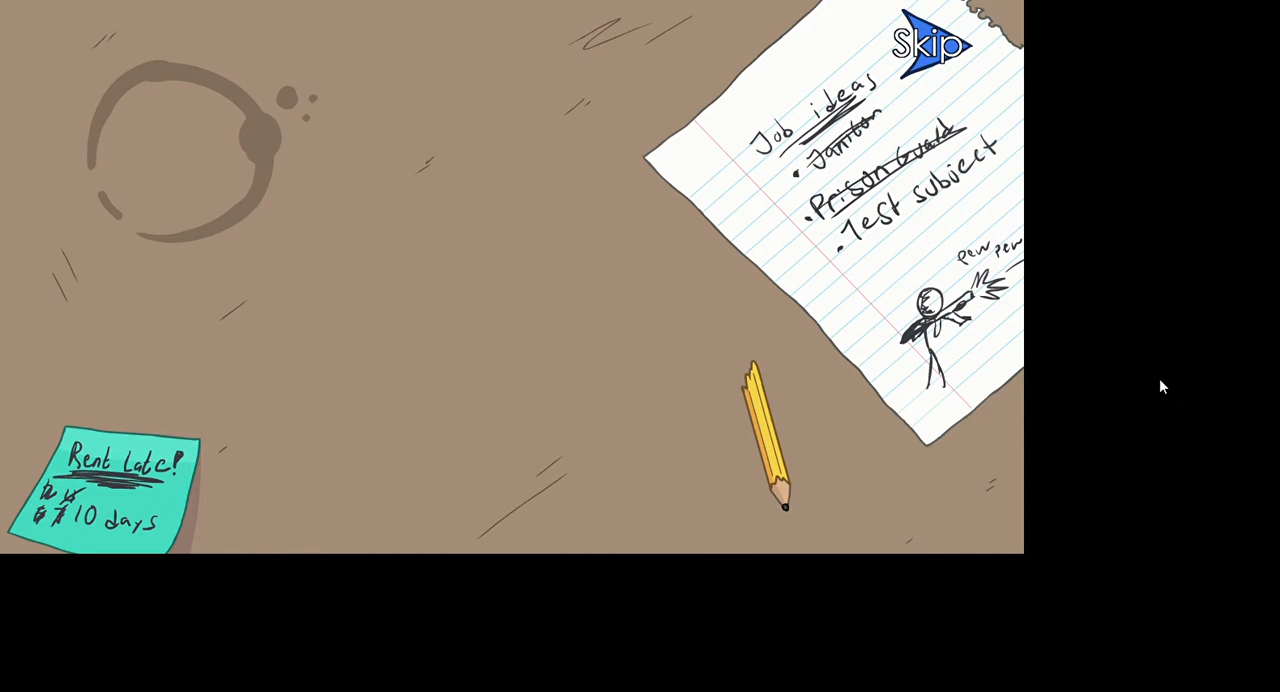 Skip
Job ideas
• Janitor
• Prison Guard
• Test subject
pew pew
Rent Late!
10 days